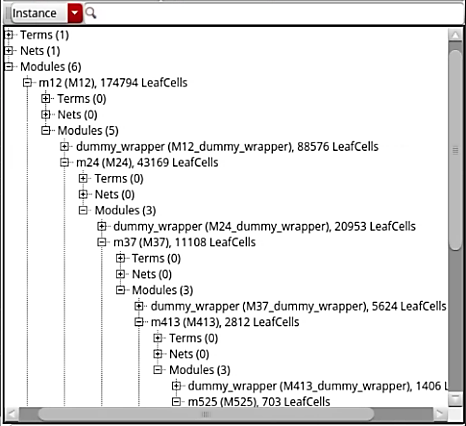 Instance
Terms (1)
Nets (1)
Modules (6)
m12 (M12), 174794 LeafCells
Terms (0)
Nets (0)
Modules (5)
dummy_wrapper (M12_dummy_wrapper), 88576 LeafCells
m24 (M24), 43169 LeafCells
Terms (0)
Nets (0)
Modules (3)
dummy_wrapper (M24_dummy_wrapper), 20953 LeafCells
m37 (M37), 11108 LeafCells
Terms (0)
Nets (0)
Modules (3)
dummy_wrapper (M37_dummy_wrapper), 5624 LeafCells
m413 (M413), 2812 LeafCells
Terms (0)
Nets (0)
Modules (3)
dummy_wrapper (M413_dummy_wrapper), 1406 L
m525 (M525), 703 LeafCells